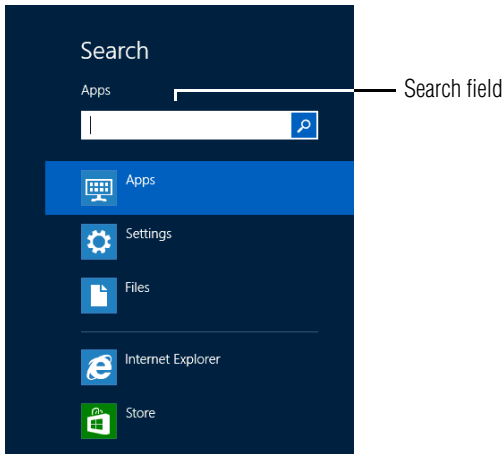 Search
Apps
Search field
Apps
Settings
Files
Internet Explorer
Store